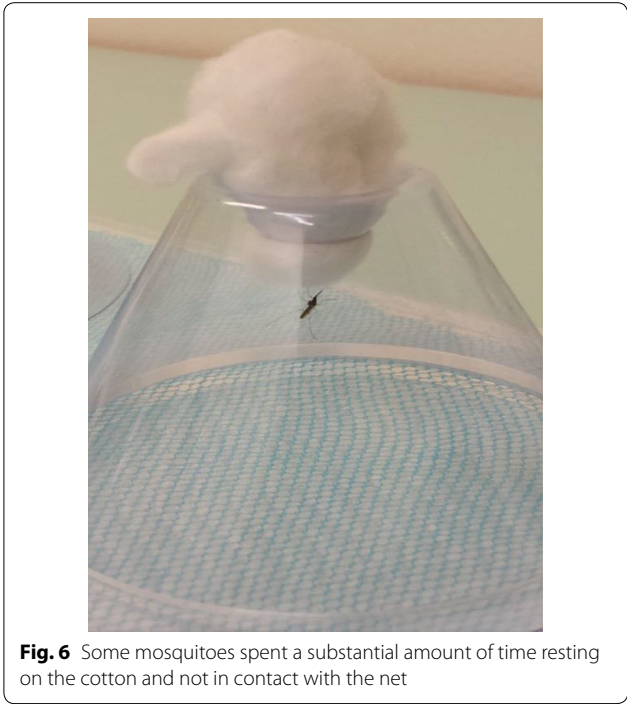 Fig. 6 Some mosquitoes spent a substantial amount of time resting
on the cotton and not in contact with the net